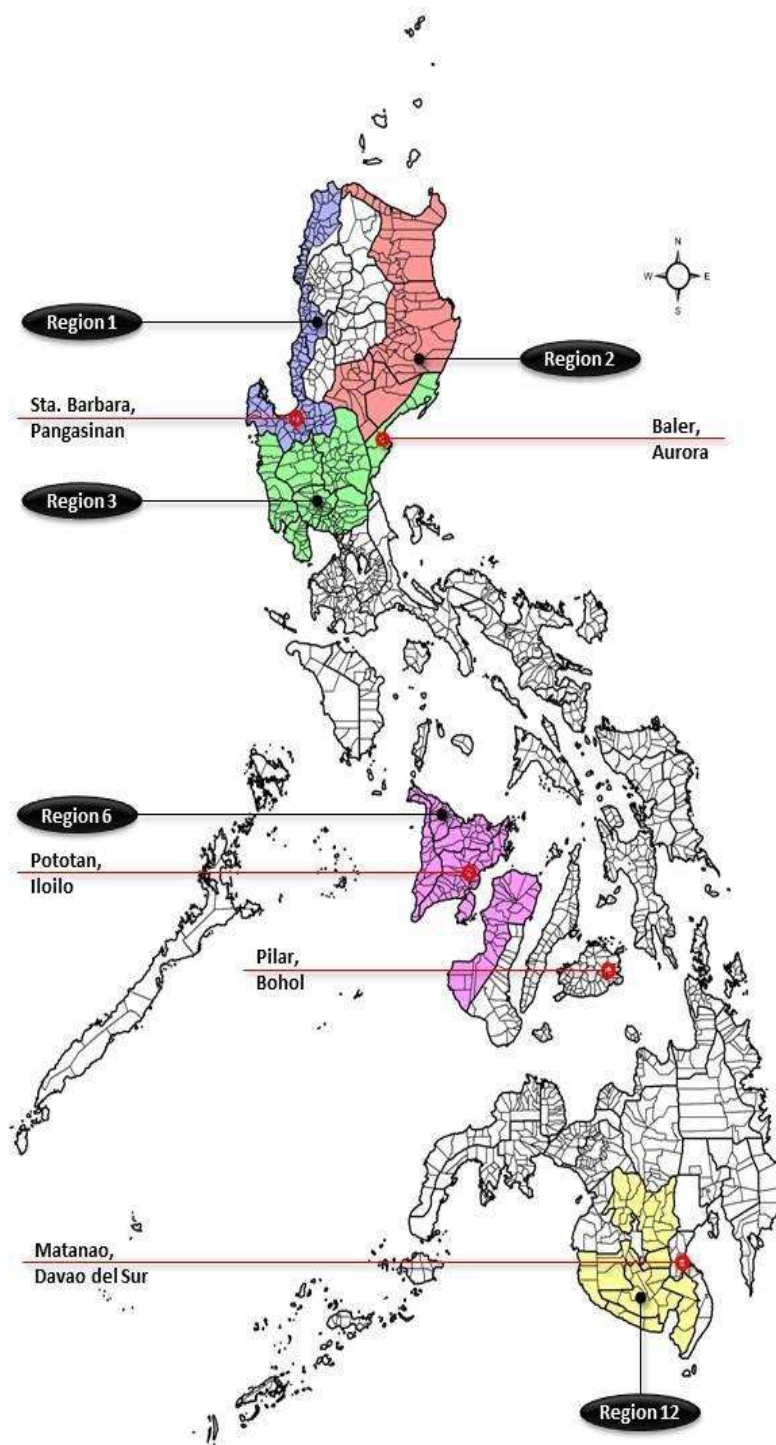 N
W E
S
Region 1
Region 2
Sta. Barbara,
Pangasinan
Baler,
Aurora
Region 3
Region 6
Pototan,
Iloilo
Pilar,
Bohol
Matanao,
Davao del Sur
Region 12